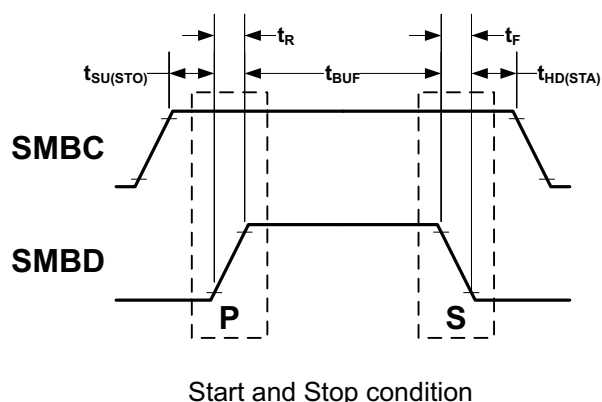 t_R t_F
t_SU(STO) t_BUF t_HD(STA)
SMBC
SMBD
P S
Start and Stop condition